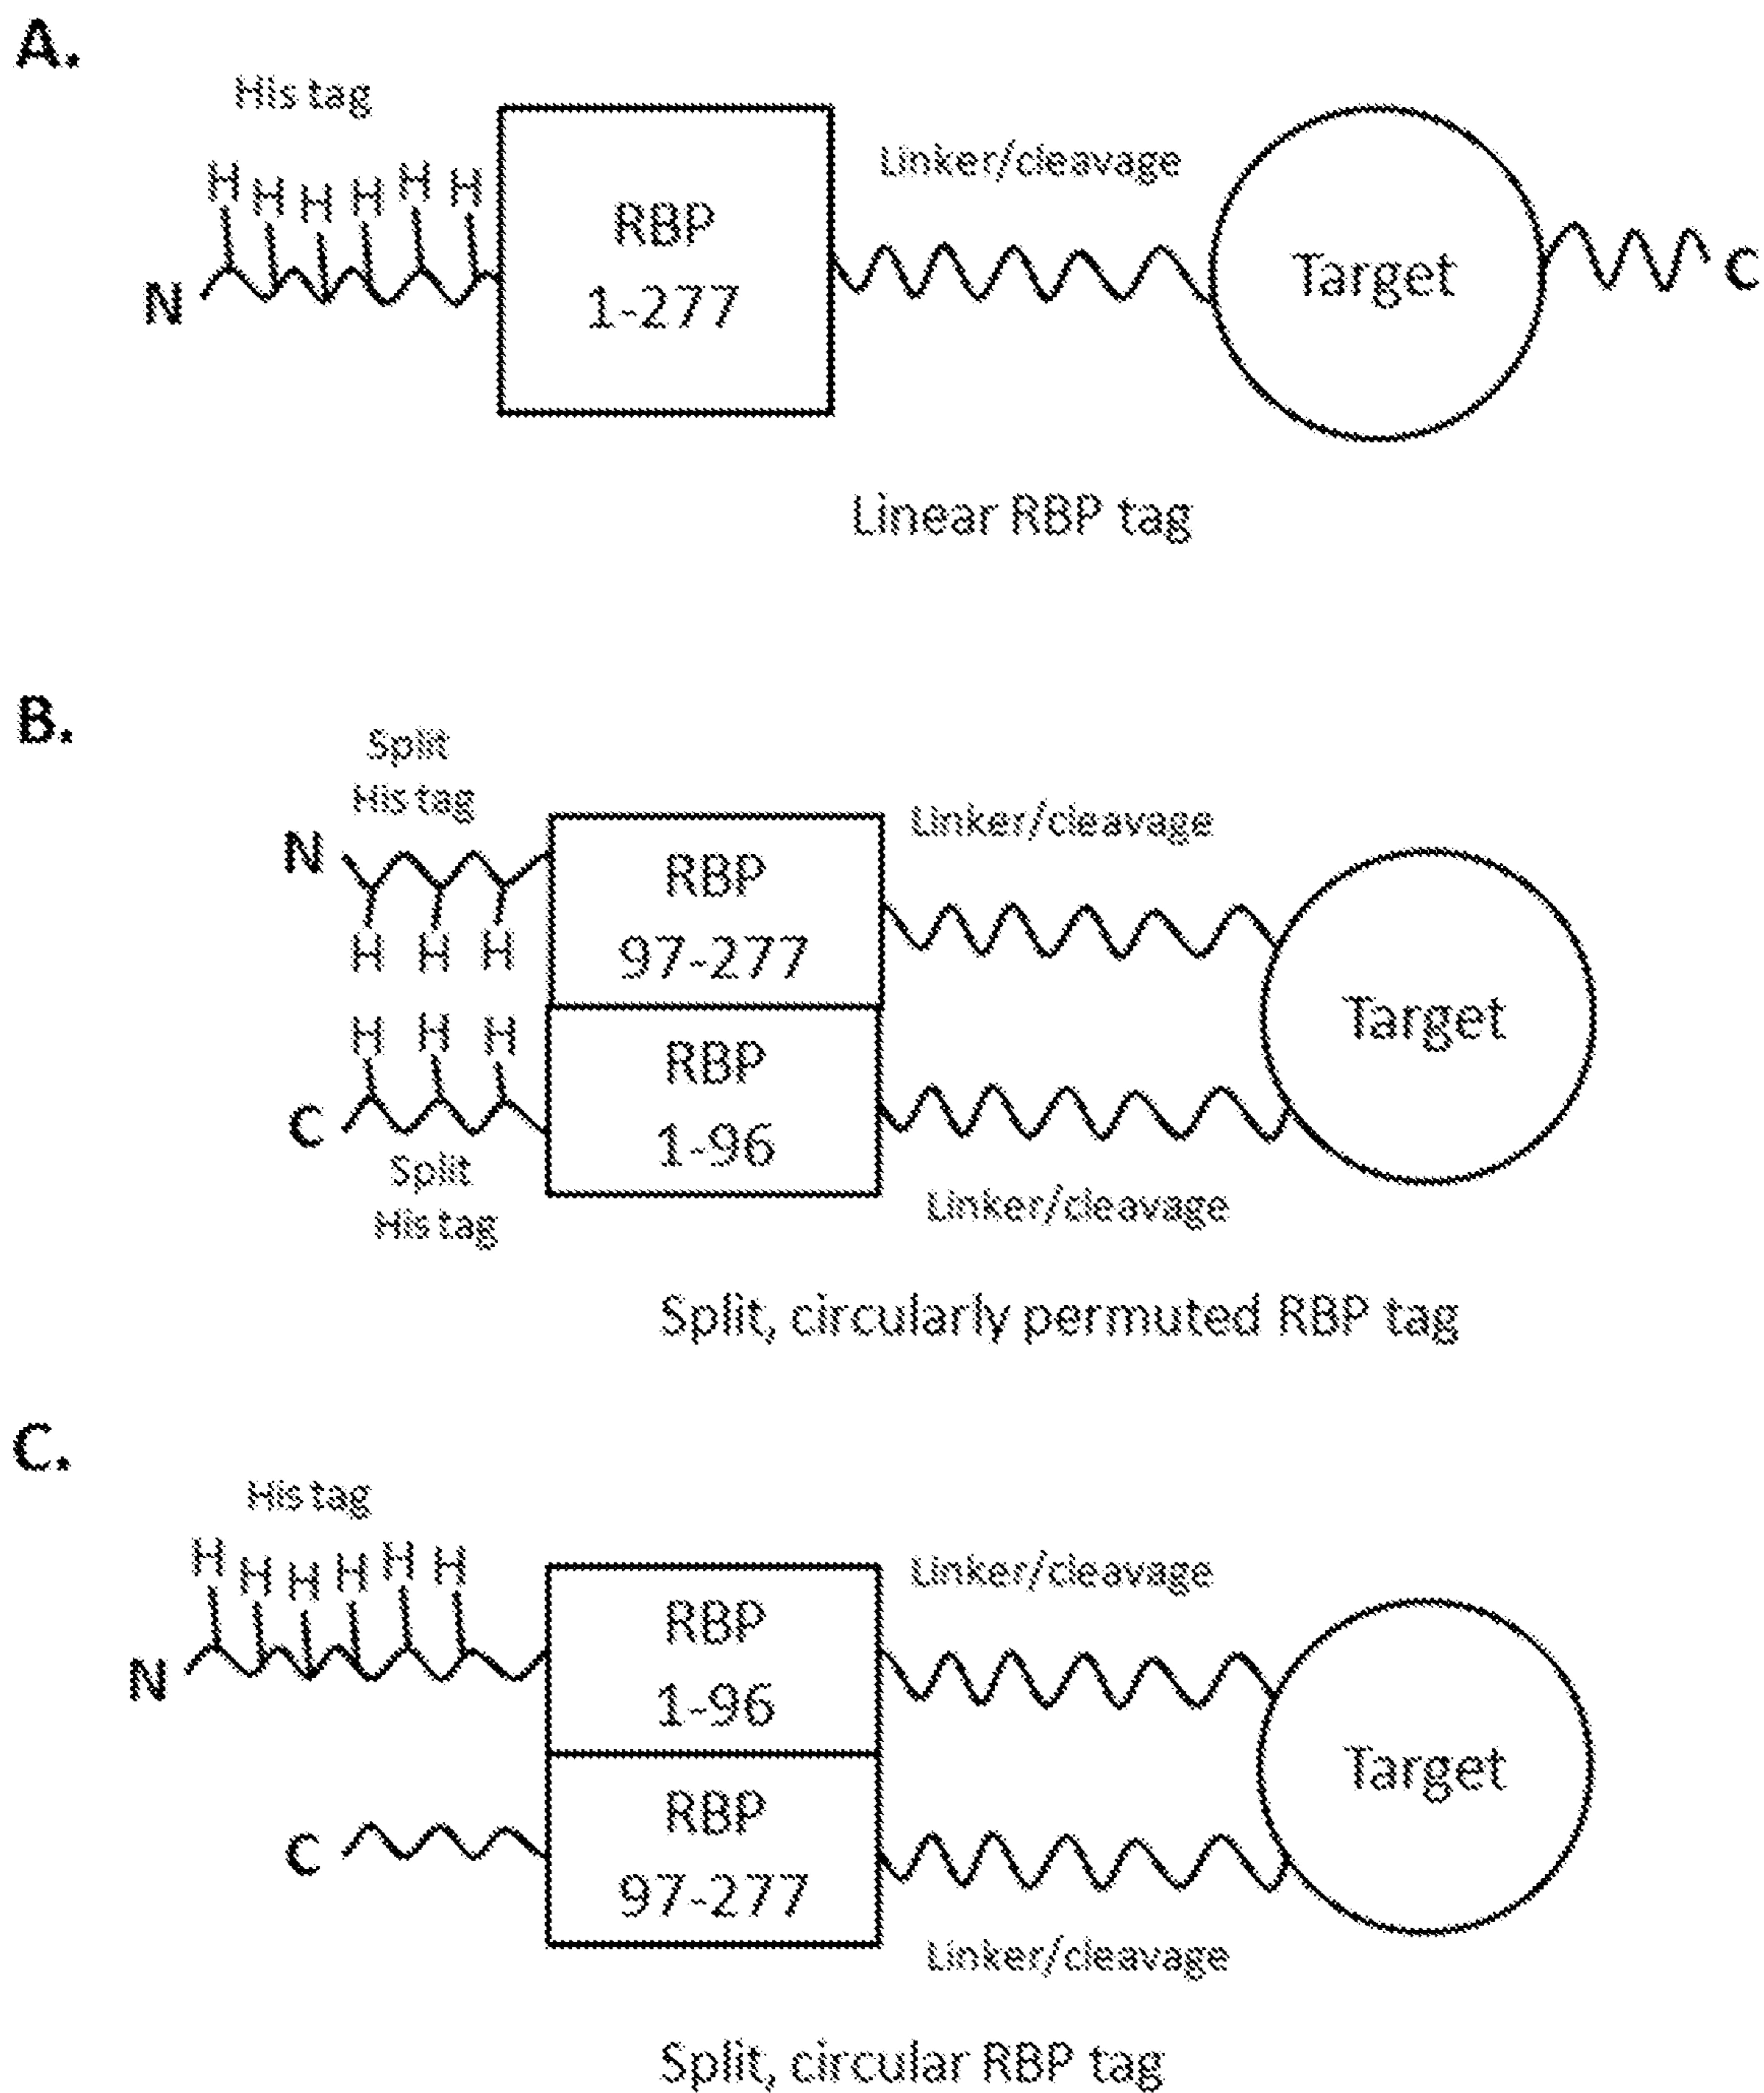 A.
His tag
H H H H H H
RBP
1-277
Linker/cleavage
Target
N
C
Linear RBP tag
B.
Split
His tag
N
H H H
RBP
97-277
Linker/cleavage
Target
H H H
C
RBP
1-96
Split
His tag
Linker/cleavage
Split, circularly permuted RBP tag
C.
His tag
H H H H H H
N
RBP
1-96
Linker/cleavage
Target
C
RBP
97-277
Linker/cleavage
Split, circular RBP tag